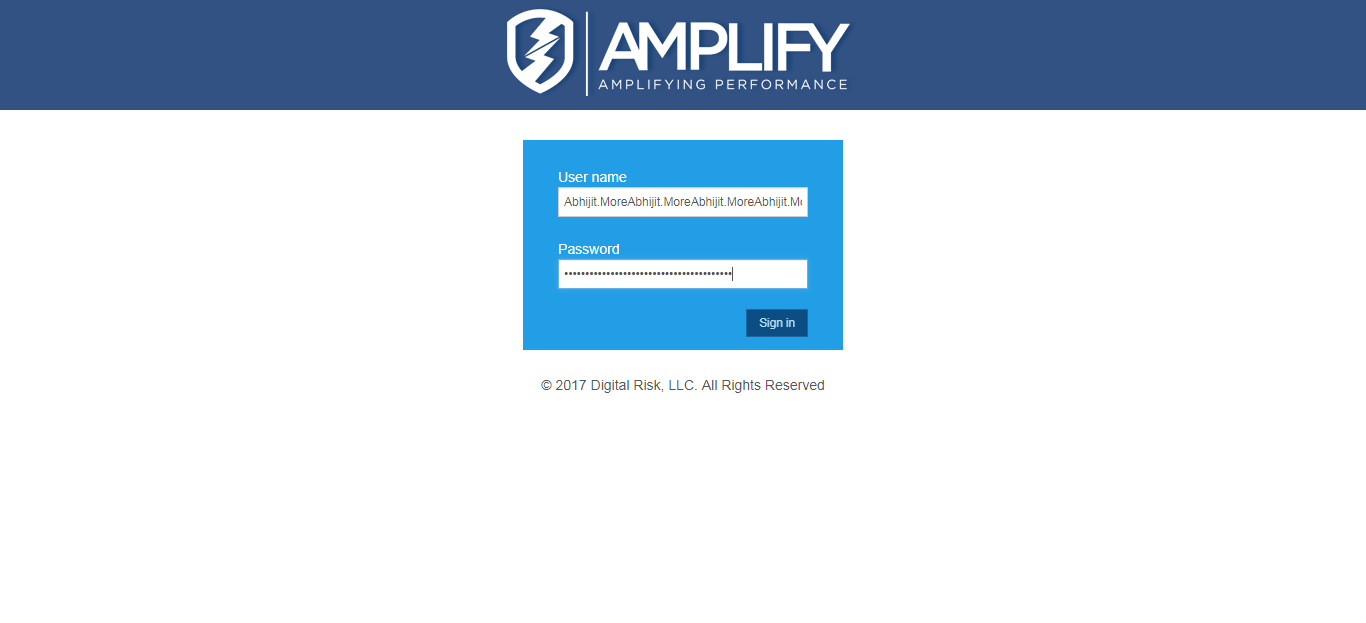 AMPLIFY
AMPLIFYING PERFORMANCE
User name
Abhijit.MoreAbhijit.MoreAbhijit.MoreAbhijit.Mo
Password
••••••••••••••••••••••••••••••••••••••••
Sign in
© 2017 Digital Risk, LLC. All Rights Reserved